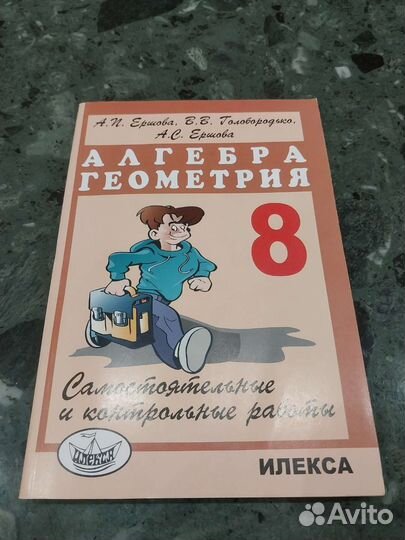 А.П. Ершова, В.В. Голобородько,
А.С. Ершова
АЛГЕБРА
ГЕОМЕТРИЯ
8
Самостоятельные
и контрольные работы
илекса
ИЛЕКСА
Avito